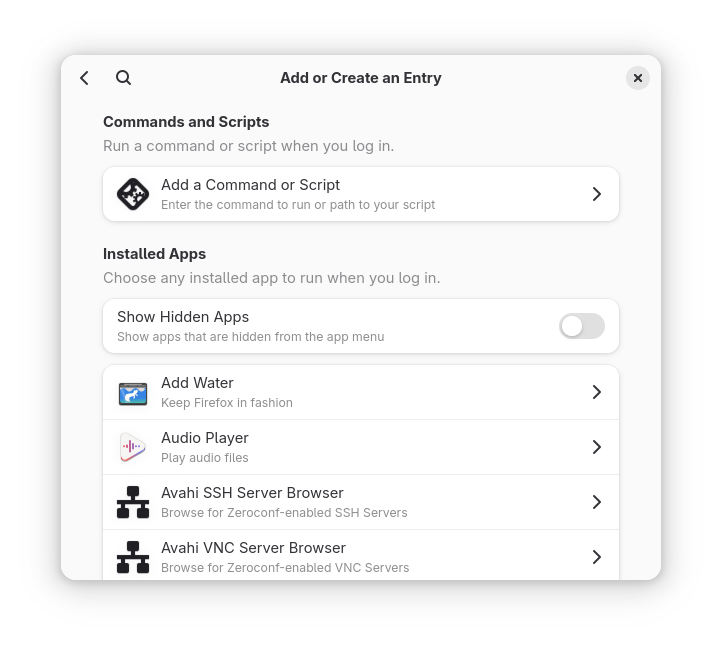 Add or Create an Entry
Commands and Scripts
Run a command or script when you log in.
Add a Command or Script
Enter the command to run or path to your script
Installed Apps
Choose any installed app to run when you log in.
Show Hidden Apps
Show apps that are hidden from the app menu
Add Water
Keep Firefox in fashion
Audio Player
Play audio files
Avahi SSH Server Browser
Browse for Zeroconf-enabled SSH Servers
Avahi VNC Server Browser
Browse for Zeroconf-enabled VNC Servers